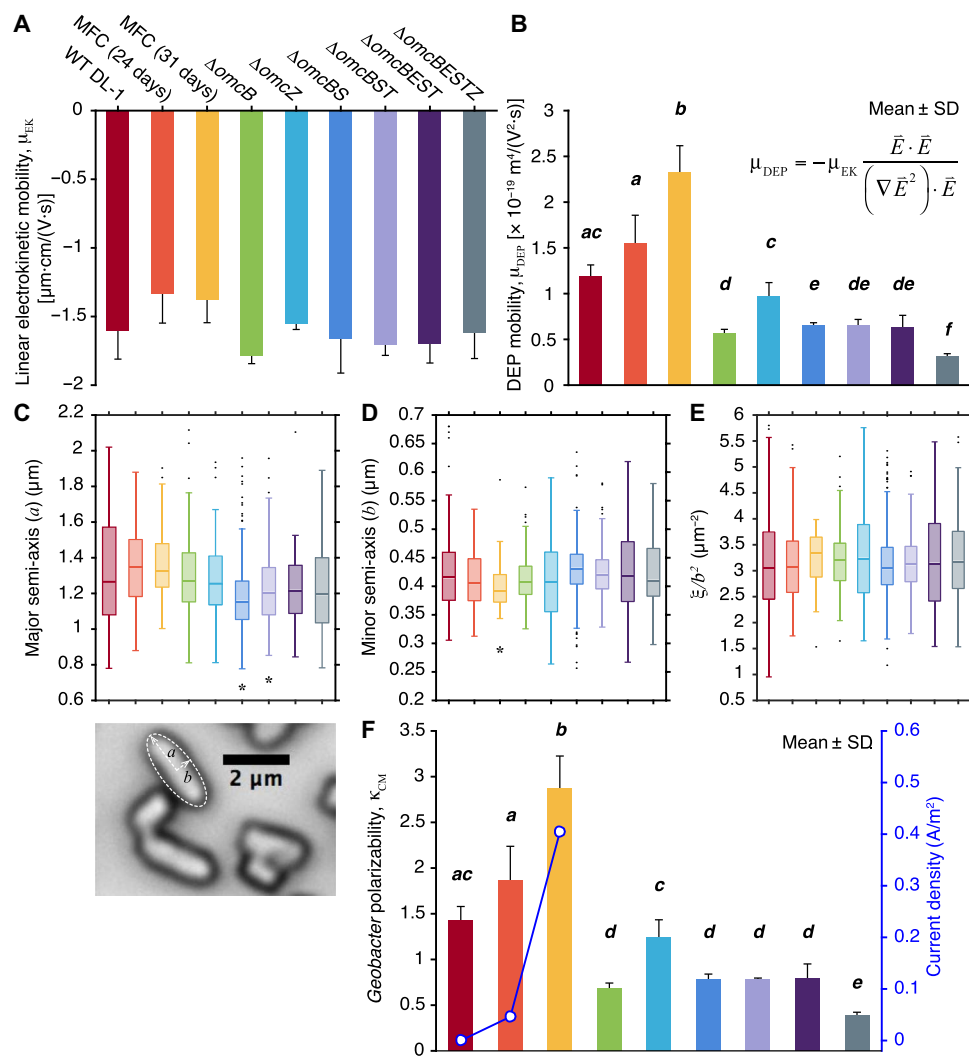 A
WT DL-1
MFC (24 days)
MFC (31 days)
ΔomcB
ΔomcZ
ΔomcBS
ΔomcBST
ΔomcBEST
ΔomcBESTZ
Linear electrokinetic mobility, μEK
[μm·cm/(V·s)]
0
−0.5
−1
−1.5
−2
B
DEP mobility, μDEP [× 10−19 m4/(V2·s)]
3
2.5
2
1.5
1
0.5
0
Mean ± SD
μDEP = −μEK E⃗ · E⃗ / (∇E⃗ 2) · E⃗
ac
a
b
d
c
e
de
de
f
C
Major semi-axis (a) (μm)
2.2
2
1.8
1.6
1.4
1.2
1
0.6
* *
D
Minor semi-axis (b) (μm)
0.7
0.65
0.6
0.55
0.5
0.45
0.4
0.35
0.3
0.2
*
E
ξ/b2 (μm−2)
6
5.5
5
4.5
4
3.5
3
2.5
2
1.5
0.5
a
b
2 μm
F
Geobacter polarizability, κCM
3.5
3
2.5
2
1.5
1
0.5
0
Mean ± SD
ac
a
b
d
c
d
d
d
e
Current density (A/m2)
0.6
0.5
0.4
0.3
0.2
0.1
0